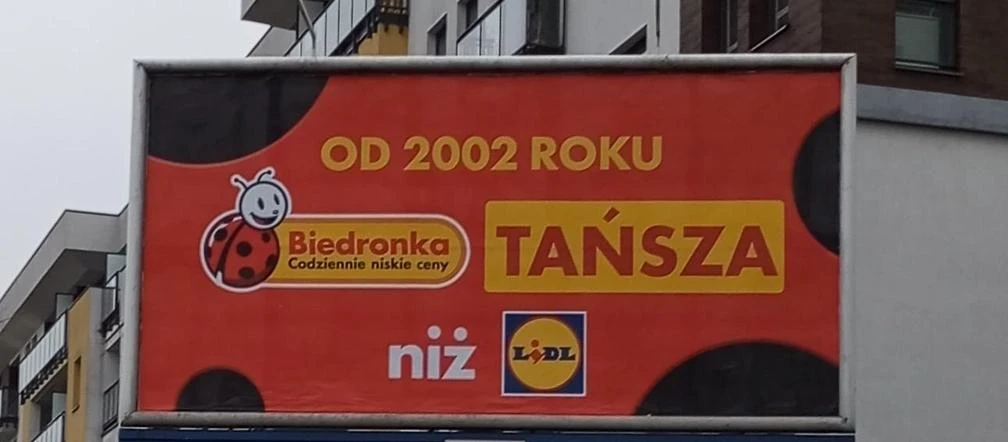 OD 2002 ROKU
Biedronka
Codziennie niskie ceny
TAŃSZA
niż LIDL